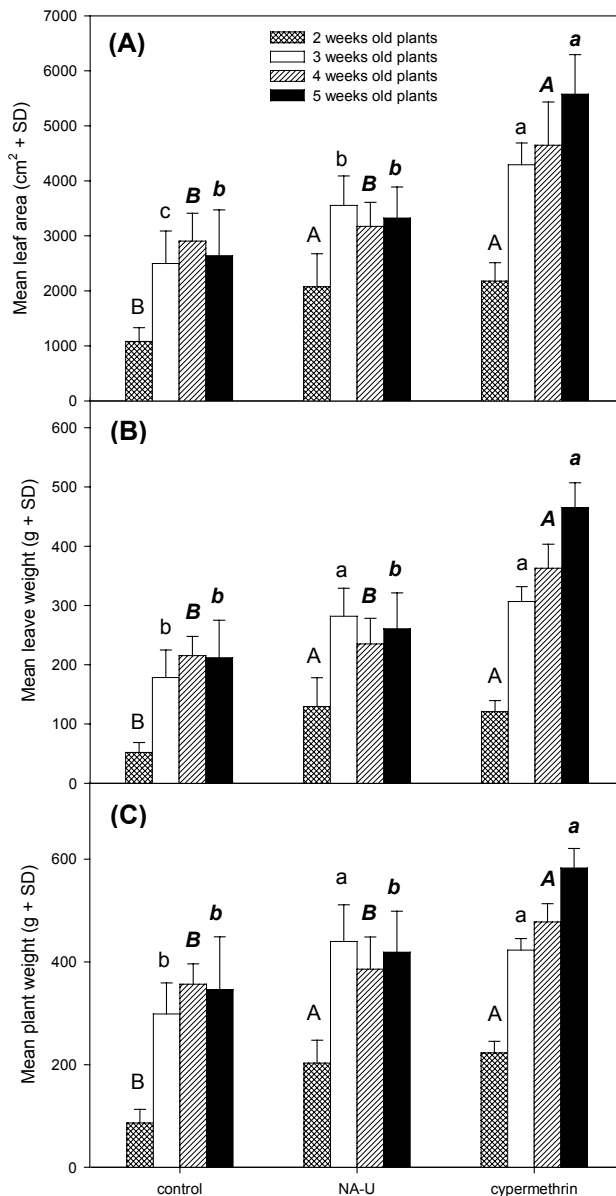 (A)
2 weeks old plants
3 weeks old plants
4 weeks old plants
5 weeks old plants
Mean leaf area (cm² + SD)
7000
6000
5000
4000
3000
2000
1000
0
B c B b
A b B b
A a A a
(B)
Mean leave weight (g + SD)
600
500
400
300
200
100
0
B b B b
A a B b
A a A a
(C)
Mean plant weight (g + SD)
600
400
200
0
B b B b
A a B b
A a A a
control NA-U cypermethrin